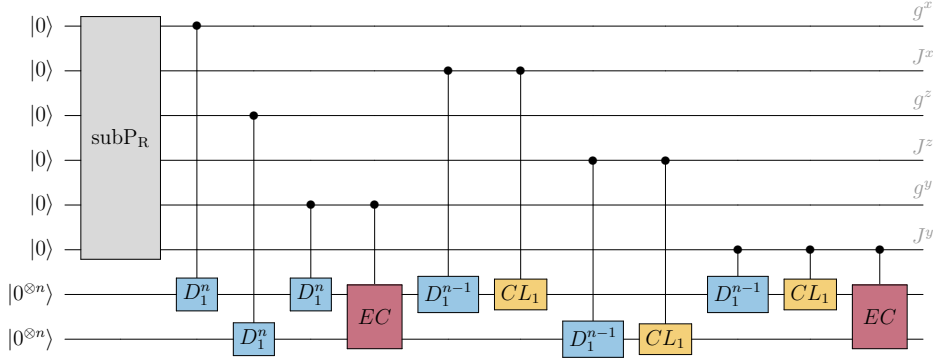 |0⟩ g^x
|0⟩ J^x
|0⟩ g^z
subP_R
|0⟩ J^z
|0⟩ g^y
|0⟩ J^y
|0^{⊗n}⟩ D_1^n D_1^n D_1^{n-1} CL_1 D_1^{n-1} CL_1
EC EC
|0^{⊗n}⟩ D_1^n D_1^{n-1} CL_1